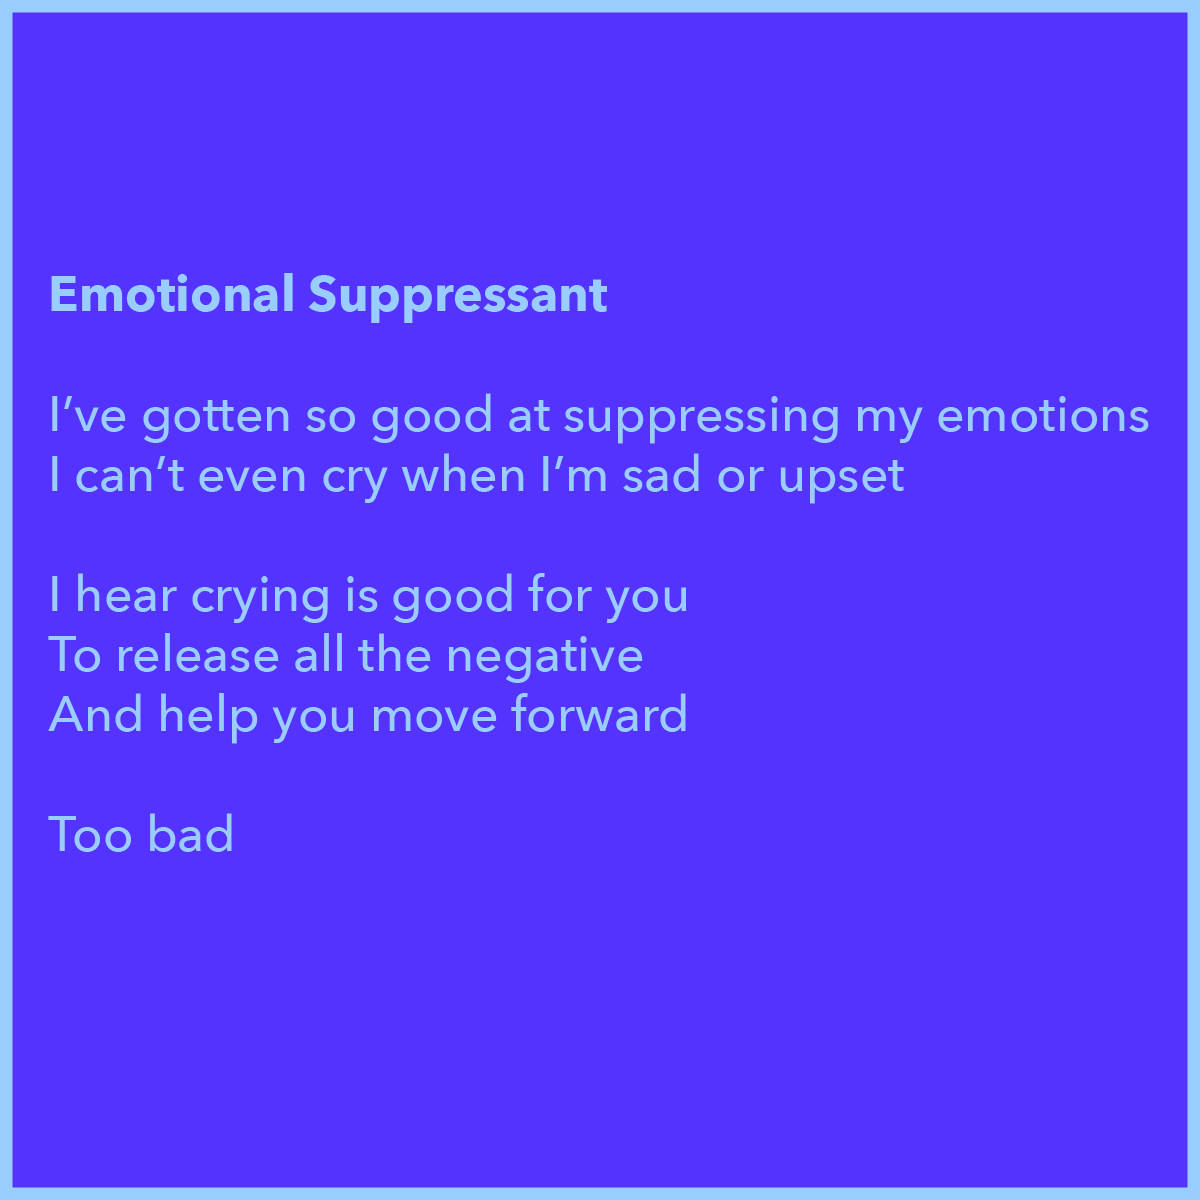 Emotional Suppressant
I’ve gotten so good at suppressing my emotions
I can’t even cry when I’m sad or upset
I hear crying is good for you
To release all the negative
And help you move forward
Too bad